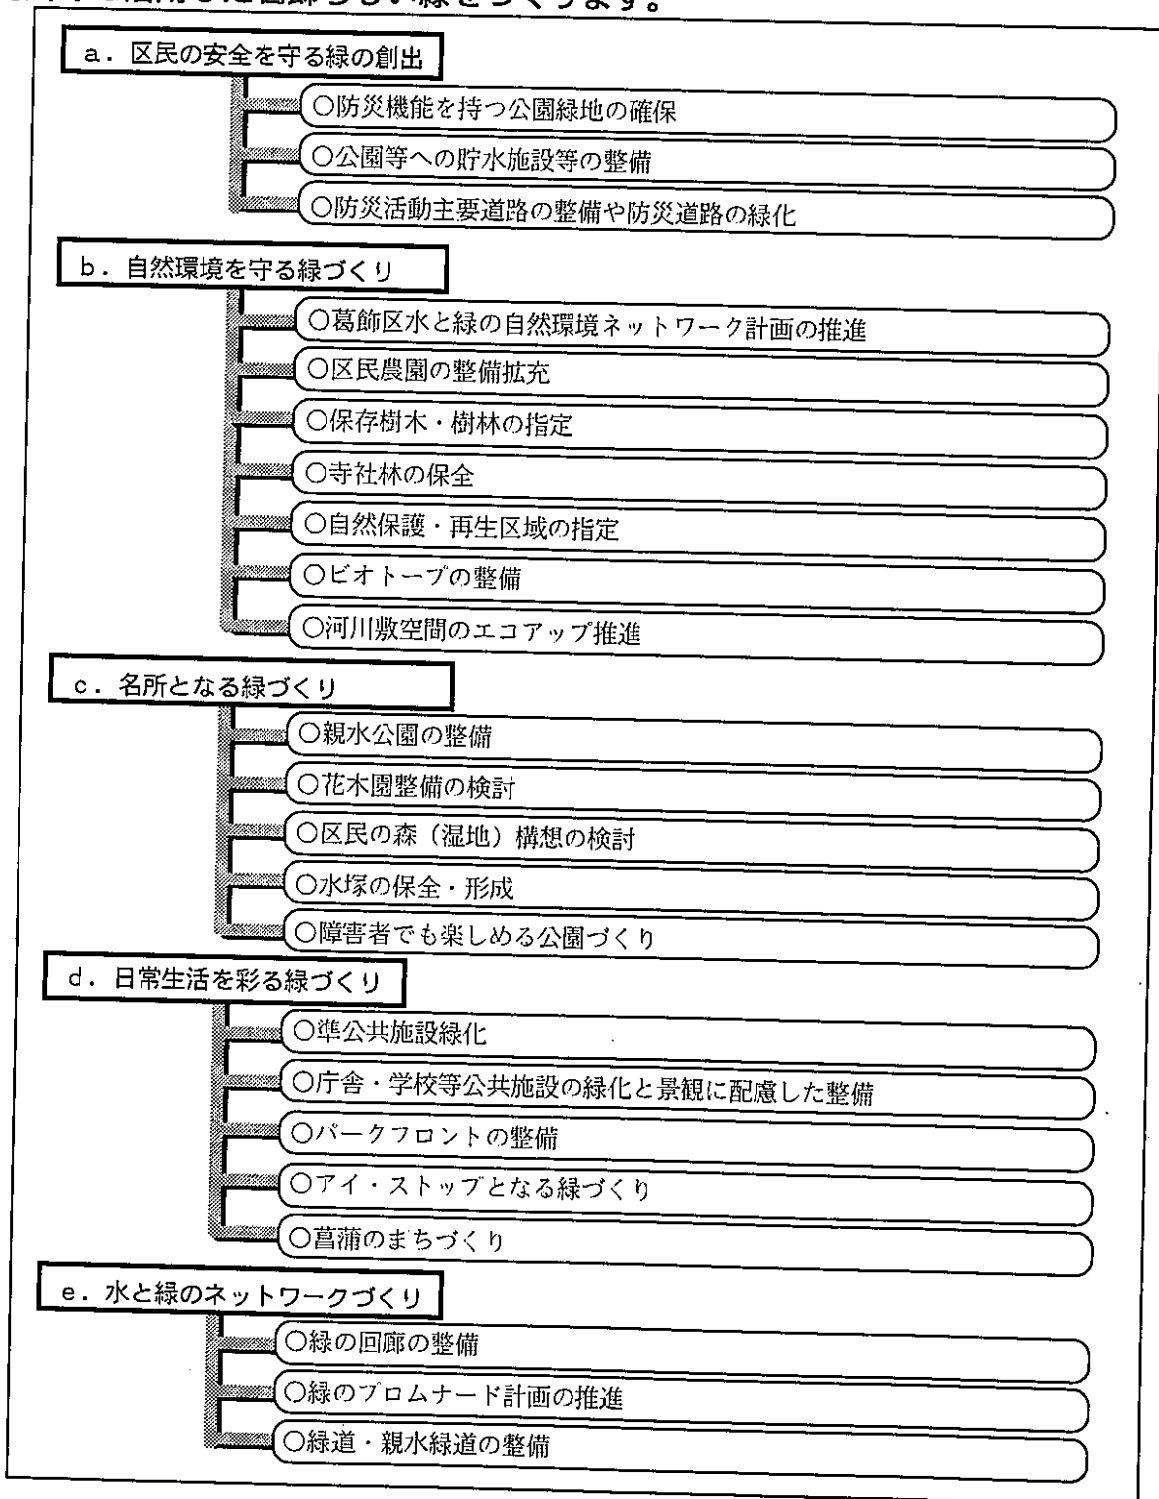 活用した葛飾らしい緑をつくります。
a．区民の安全を守る緑の創出
○防災機能を持つ公園緑地の確保
○公園等への貯水施設等の整備
○防災活動主要道路の整備や防災道路の緑化
b．自然環境を守る緑づくり
○葛飾区水と緑の自然環境ネットワーク計画の推進
○区民農園の整備拡充
○保存樹木・樹林の指定
○寺社林の保全
○自然保護・再生区域の指定
○ビオトープの整備
○河川敷空間のエコアップ推進
c．名所となる緑づくり
○親水公園の整備
○花木園整備の検討
○区民の森（湿地）構想の検討
○水塚の保全・形成
○障害者でも楽しめる公園づくり
d．日常生活を彩る緑づくり
○準公共施設緑化
○庁舎・学校等公共施設の緑化と景観に配慮した整備
○パークフロントの整備
○アイ・ストップとなる緑づくり
○菖蒲のまちづくり
e．水と緑のネットワークづくり
○緑の回廊の整備
○緑のプロムナード計画の推進
○緑道・親水緑道の整備